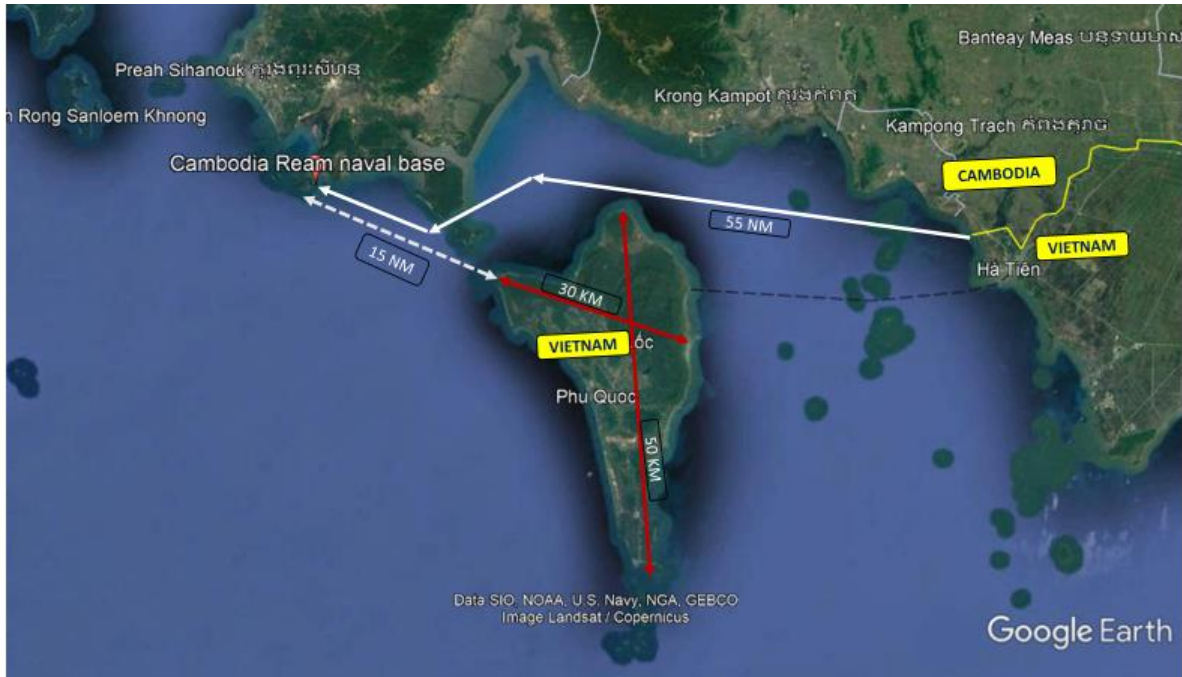 Banteay Meas បន្ទាយមាស
Preah Sihanouk ក្រុងព្រះសីហនុ
Krong Kampot ក្រុងកំពត
Rong Sanloem Khnong
Kampong Trach កំពង់ត្រាច
Cambodia Ream naval base
CAMBODIA
55 NM
VIETNAM
15 NM
Hà Tiên
30 KM
VIETNAM
ốc
Phu Quoc
50 KM
Data SIO, NOAA, U.S. Navy, NGA, GEBCO
Image Landsat / Copernicus
Google Earth